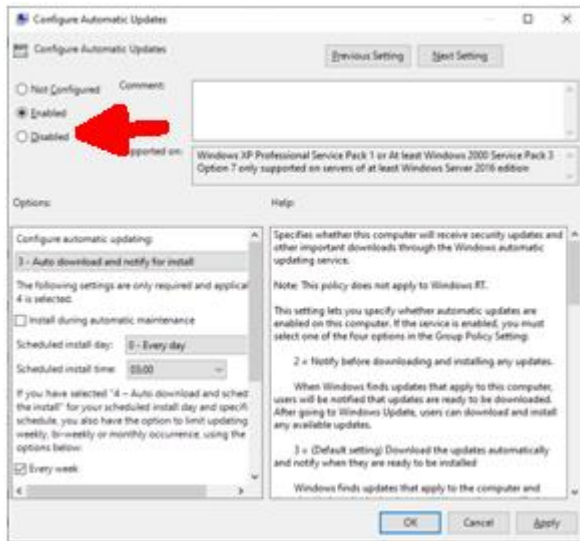 Configure Automatic Updates
Configure Automatic Updates
Previous Setting
Next Setting
Not Configured
Comment:
Enabled
Disabled
pported on:
Windows XP Professional Service Pack 1 or At least Windows 2000 Service Pack 3
Option 7 only supported on servers of at least Windows Server 2016 edition
Options:
Help:
Configure automatic updating:
3 - Auto download and notify for install
The following settings are only required and applical
4 is selected.
Install during automatic maintenance
Scheduled install day:
0 - Every day
Scheduled install time:
03:00
If you have selected "4 – Auto download and sched
the install" for your scheduled install day and specifi
schedule, you also have the option to limit updating
weekly, bi-weekly or monthly occurrence, using the
options below:
Every week
Specifies whether this computer will receive security updates and
other important downloads through the Windows automatic
updating service.
Note: This policy does not apply to Windows RT.
This setting lets you specify whether automatic updates are
enabled on this computer. If the service is enabled, you must
select one of the four options in the Group Policy Setting:
2 = Notify before downloading and installing any updates.
When Windows finds updates that apply to this computer,
users will be notified that updates are ready to be downloaded.
After going to Windows Update, users can download and install
any available updates.
3 = (Default setting) Download the updates automatically
and notify when they are ready to be installed
Windows finds updates that apply to the computer and
OK
Cancel
Apply